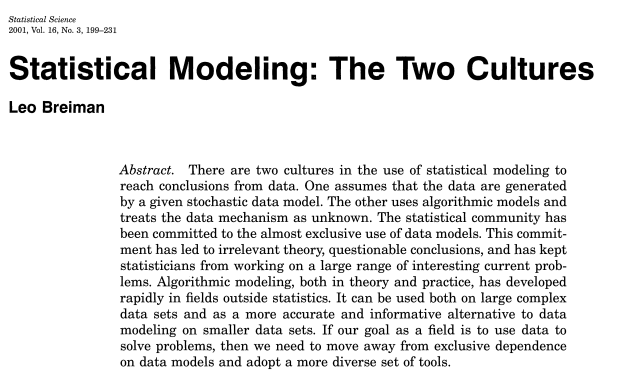 Statistical Science
2001, Vol. 16, No. 3, 199–231
Statistical Modeling: The Two Cultures
Leo Breiman
Abstract. There are two cultures in the use of statistical modeling to
reach conclusions from data. One assumes that the data are generated
by a given stochastic data model. The other uses algorithmic models and
treats the data mechanism as unknown. The statistical community has
been committed to the almost exclusive use of data models. This commit-
ment has led to irrelevant theory, questionable conclusions, and has kept
statisticians from working on a large range of interesting current prob-
lems. Algorithmic modeling, both in theory and practice, has developed
rapidly in fields outside statistics. It can be used both on large complex
data sets and as a more accurate and informative alternative to data
modeling on smaller data sets. If our goal as a field is to use data to
solve problems, then we need to move away from exclusive dependence
on data models and adopt a more diverse set of tools.